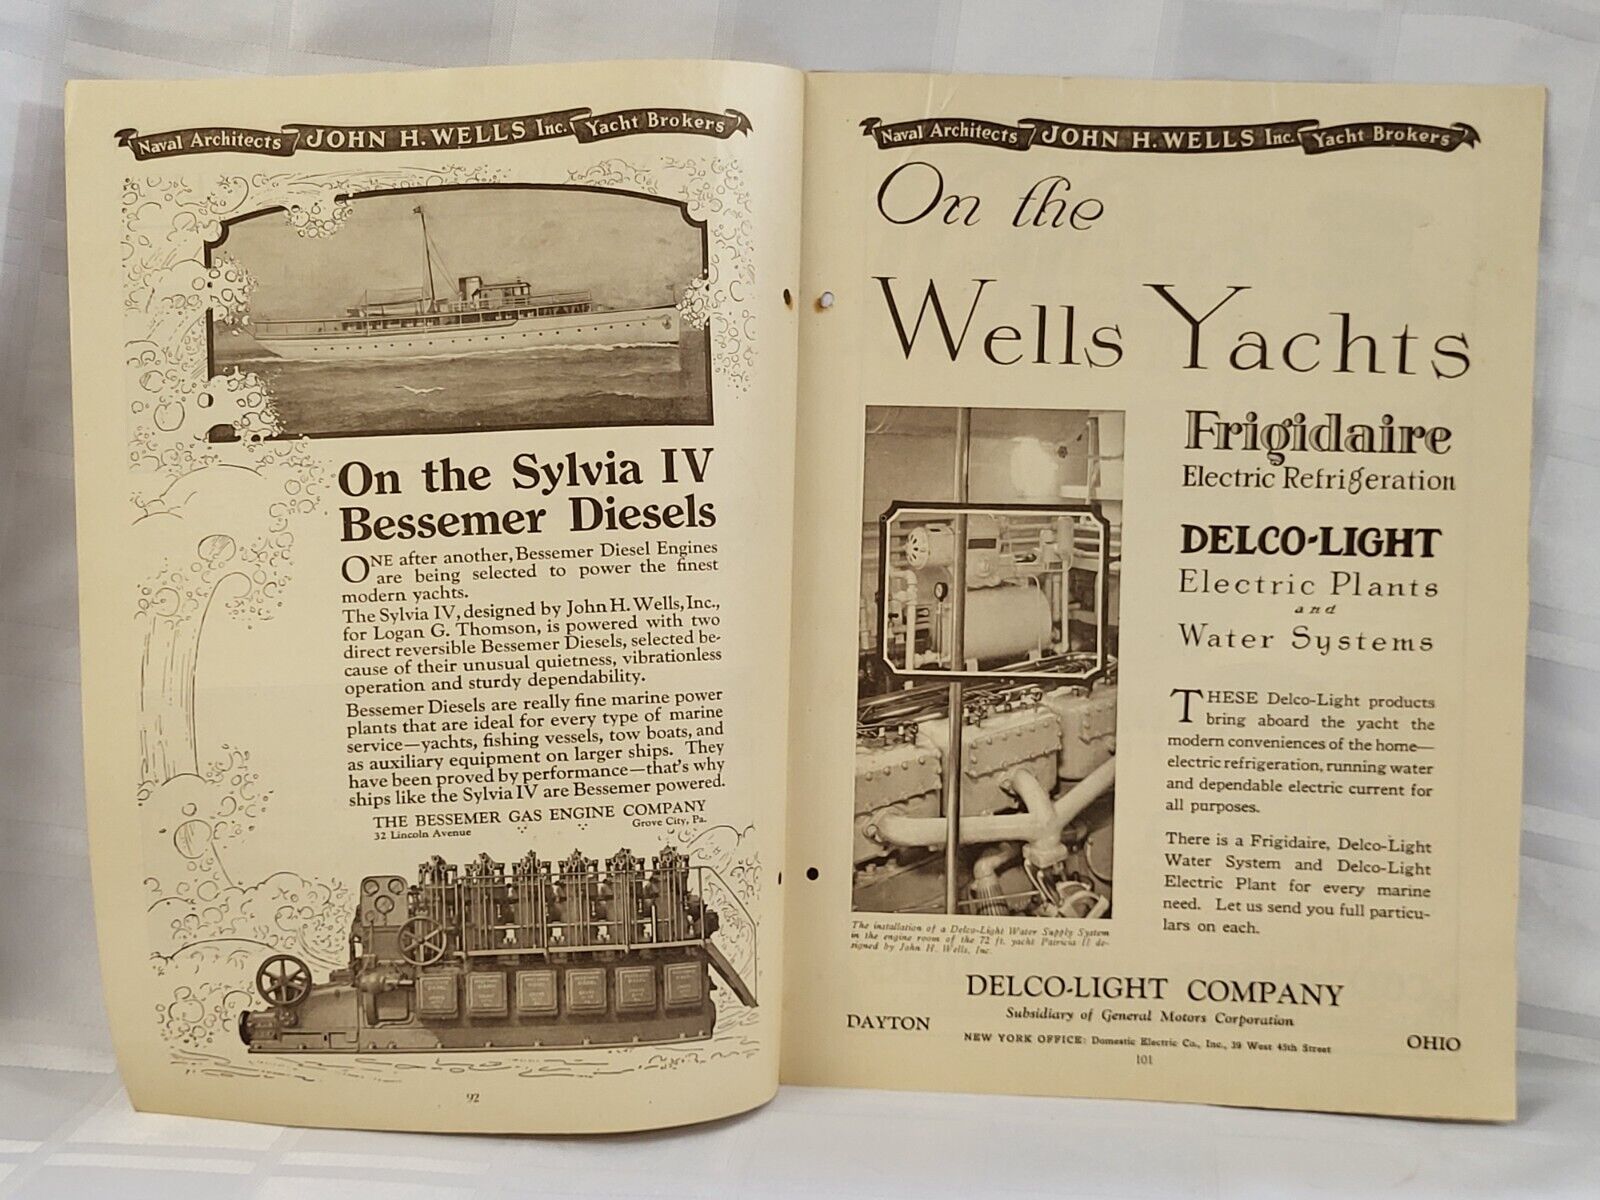 Naval Architects JOHN H. WELLS Inc. Yacht Brokers
On the Sylvia IV
Bessemer Diesels
ONE after another, Bessemer Diesel Engines
are being selected to power the finest
modern yachts.
The Sylvia IV, designed by John H. Wells, Inc.,
for Logan G. Thomson, is powered with two
direct reversible Bessemer Diesels, selected be-
cause of their unusual quietness, vibrationless
operation and sturdy dependability.
Bessemer Diesels are really fine marine power
plants that are ideal for every type of marine
service—yachts, fishing vessels, tow boats, and
as auxiliary equipment on larger ships. They
have been proved by performance—that's why
ships like the Sylvia IV are Bessemer powered.
THE BESSEMER GAS ENGINE COMPANY
32 Lincoln Avenue Grove City, Pa.
92
Naval Architects JOHN H. WELLS Inc. Yacht Brokers
On the
Wells Yachts
Frigidaire
Electric Refrigeration
DELCO-LIGHT
Electric Plants
and
Water Systems
THESE Delco-Light products
bring aboard the yacht the
modern conveniences of the home—
electric refrigeration, running water
and dependable electric current for
all purposes.
There is a Frigidaire, Delco-Light
Water System and Delco-Light
Electric Plant for every marine
need. Let us send you full particu-
lars on each.
The installation of a Delco-Light Water Supply System
in the engine room of the 72 ft. yacht Patricia II de-
signed by John H. Wells, Inc.
DELCO-LIGHT COMPANY
Subsidiary of General Motors Corporation
DAYTON OHIO
NEW YORK OFFICE: Domestic Electric Co., Inc., 39 West 45th Street
101